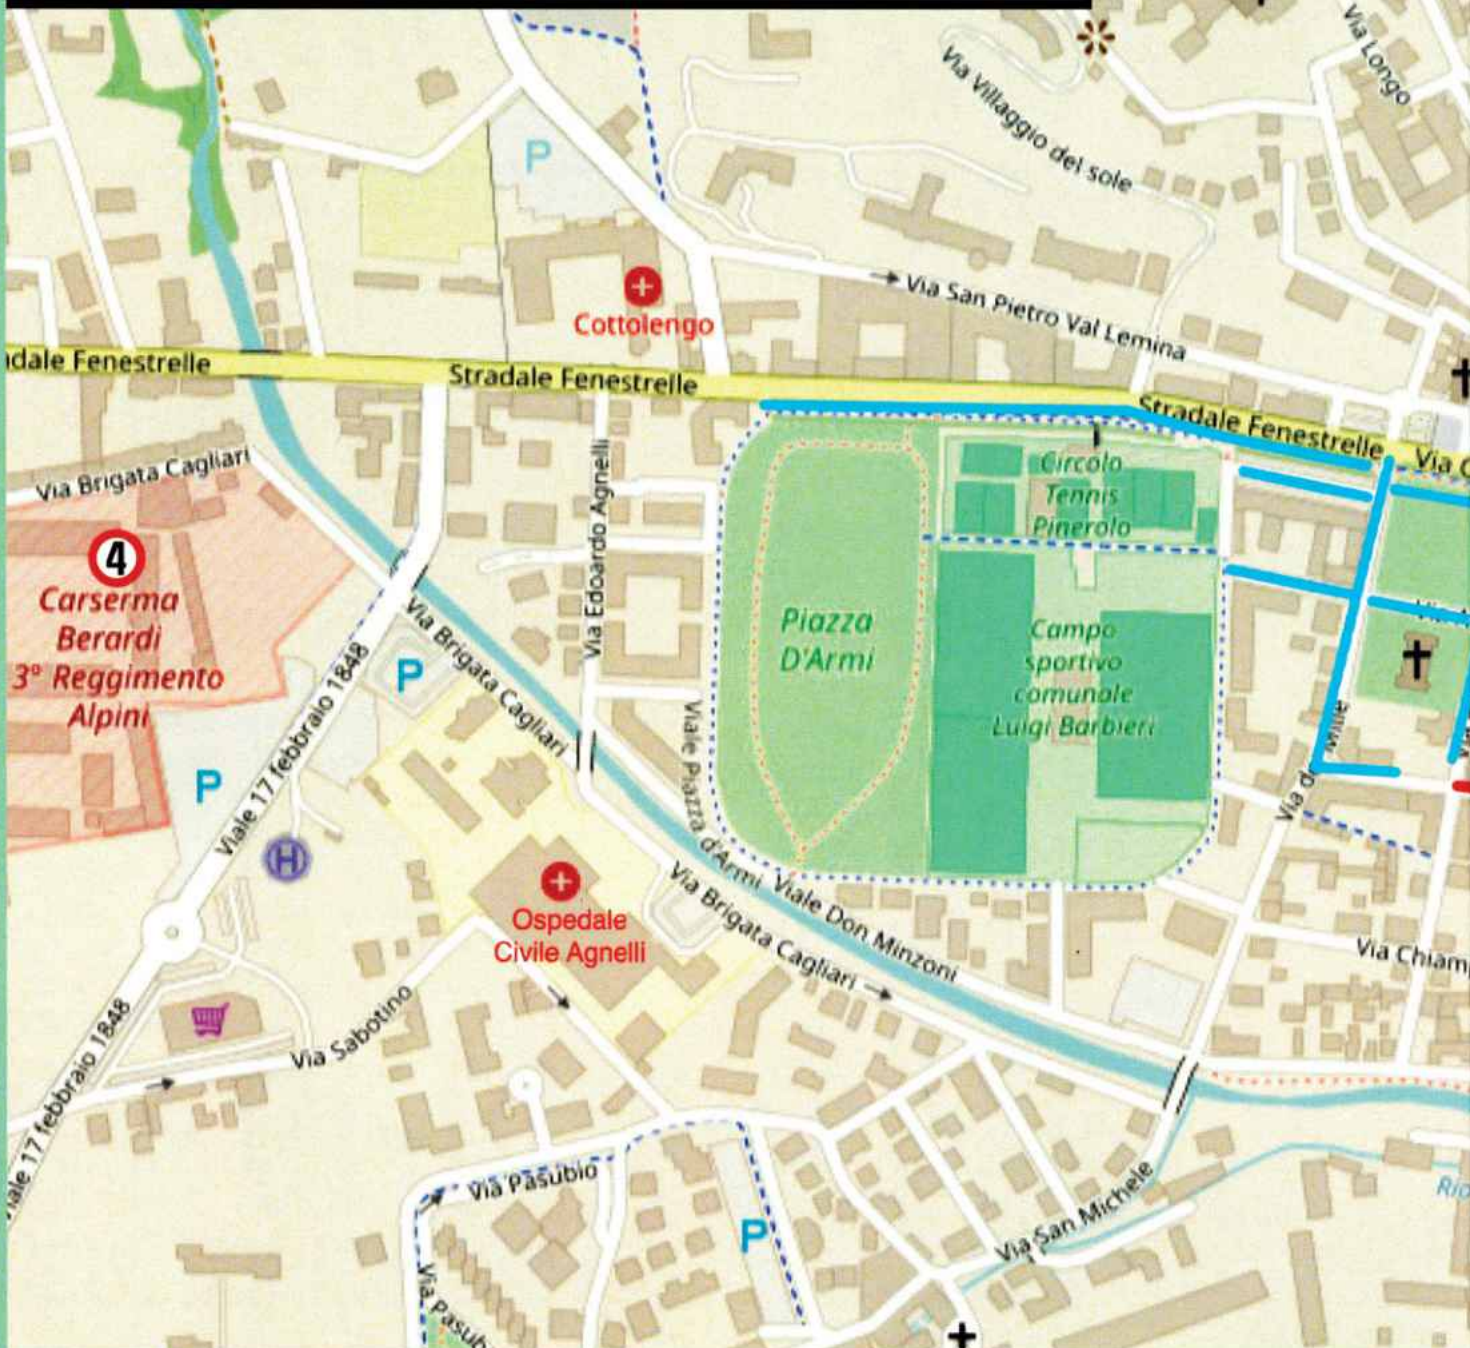 Via Longo
Via Villaggio del sole
P
Cottolengo
Via San Pietro Val Lemina
dale Fenestrelle
Stradale Fenestrelle
Stradale Fenestrelle
Via Brigata Cagliari
Via Edoardo Agnelli
Circolo
Tennis
Pinerolo
4
Carserma
Berardi
3° Reggimento
Alpini
Piazza
D'Armi
Campo
sportivo
comunale
Luigi Barbieri
P
Via Brigata Cagliari
Viale 17 febbraio 1848
P
H
Viale Piazza d'Armi
Viale Don Minzoni
Via Brigata Cagliari
Ospedale
Civile Agnelli
Via Chiam
Viale 17 febbraio 1848
Via Sabotino
Via Pasubio
Via San Michele
Rio
P
Via Pasub